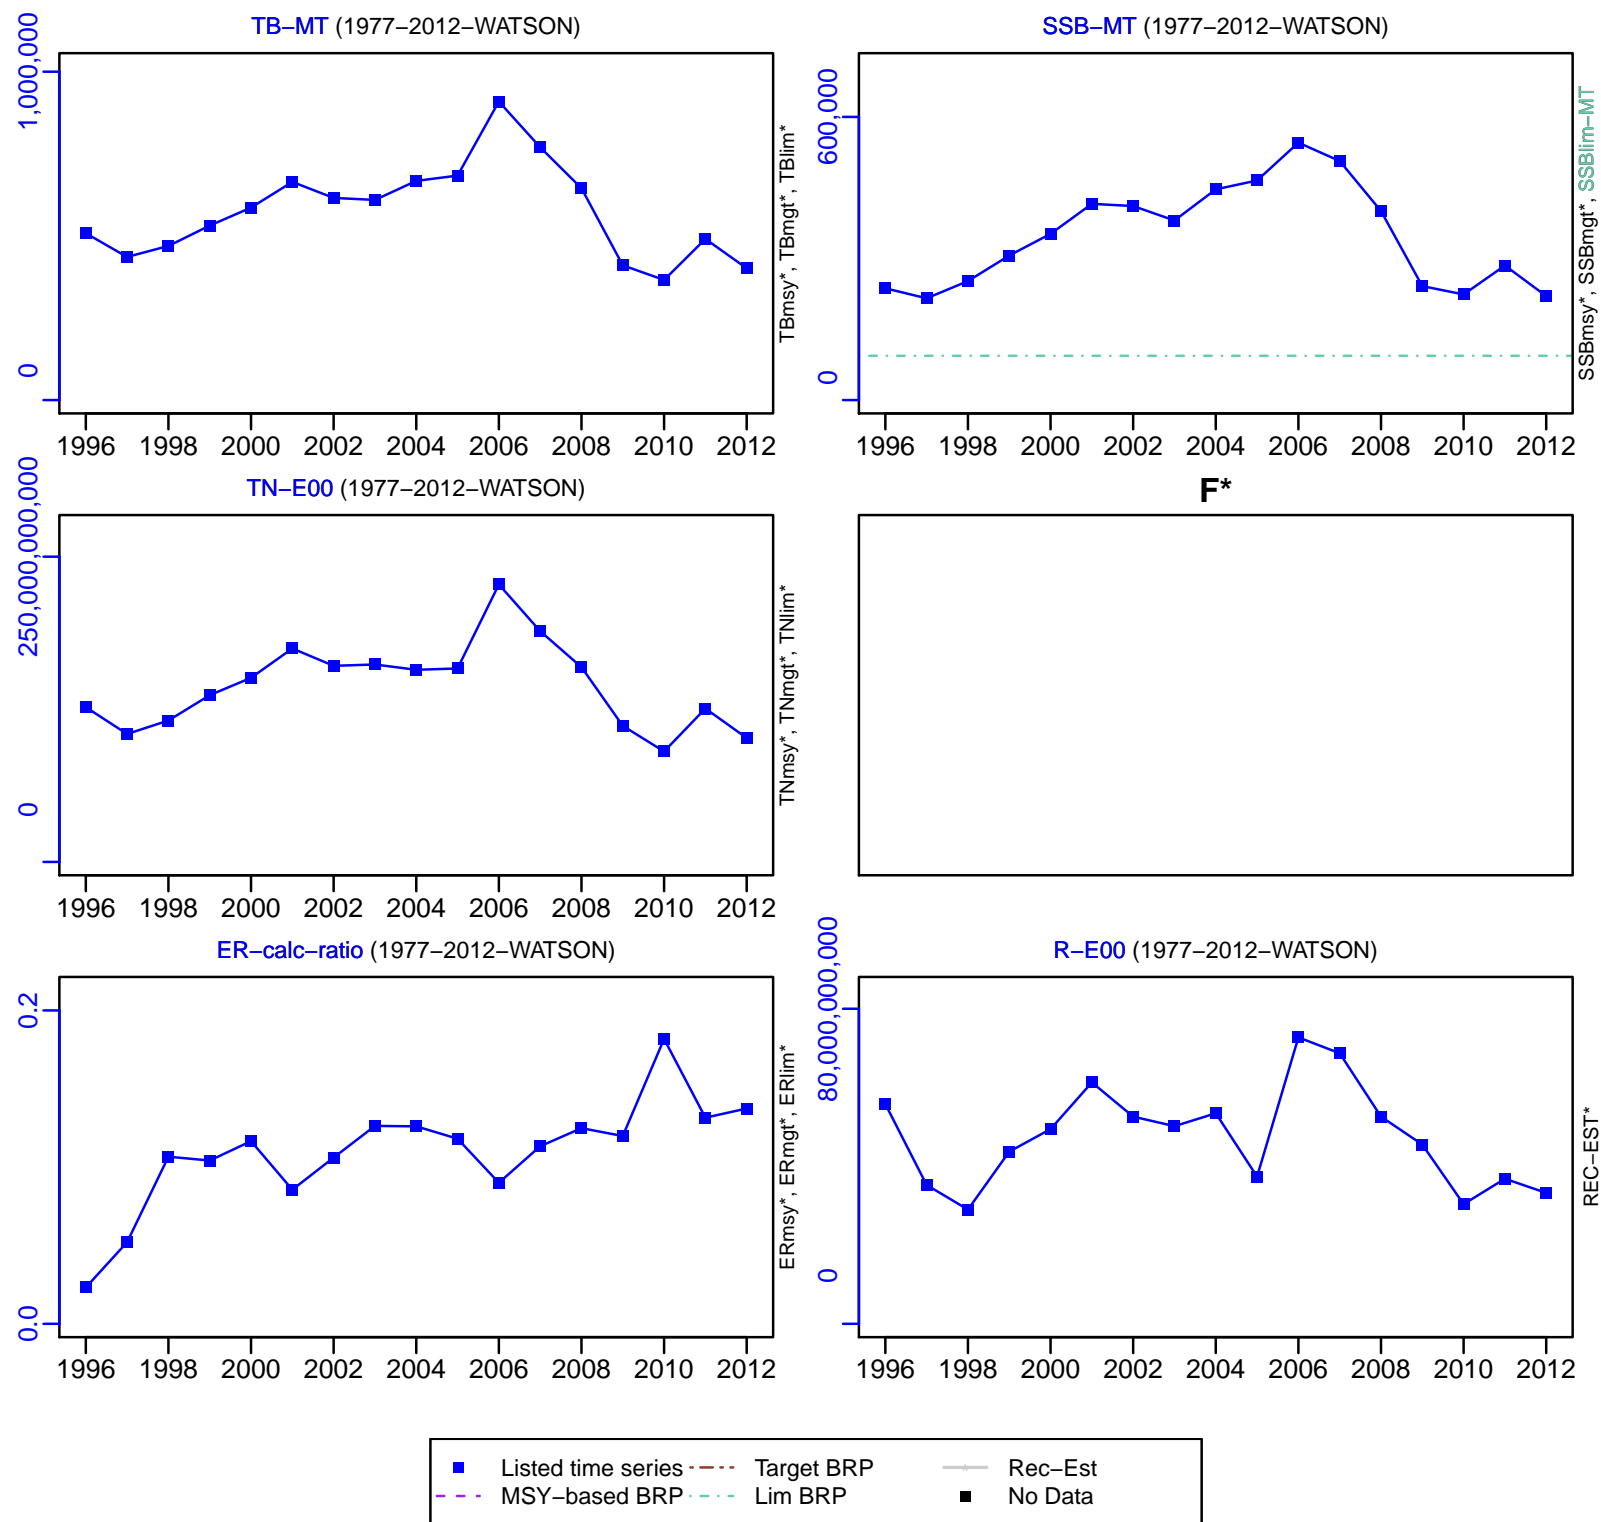 TB−MT (1977−2012−WATSON)
1,000,000
0
TBmsy*, TBmgt*, TBlim*
1996 1998 2000 2002 2004 2006 2008 2010 2012
SSB−MT (1977−2012−WATSON)
600,000
0
SSBmsy*, SSBmgt*, SSBlim−MT
1996 1998 2000 2002 2004 2006 2008 2010 2012
TN−E00 (1977−2012−WATSON)
250,000,000,000
0
TNmsy*, TNmgt*, TNlim*
1996 1998 2000 2002 2004 2006 2008 2010 2012
F*
ER−calc−ratio (1977−2012−WATSON)
0.2
0.0
ERmsy*, ERmgt*, ERlim*
1996 1998 2000 2002 2004 2006 2008 2010 2012
R−E00 (1977−2012−WATSON)
80,000,000,000
0
REC−EST*
1996 1998 2000 2002 2004 2006 2008 2010 2012
Listed time series Target BRP Rec−Est
MSY−based BRP Lim BRP No Data